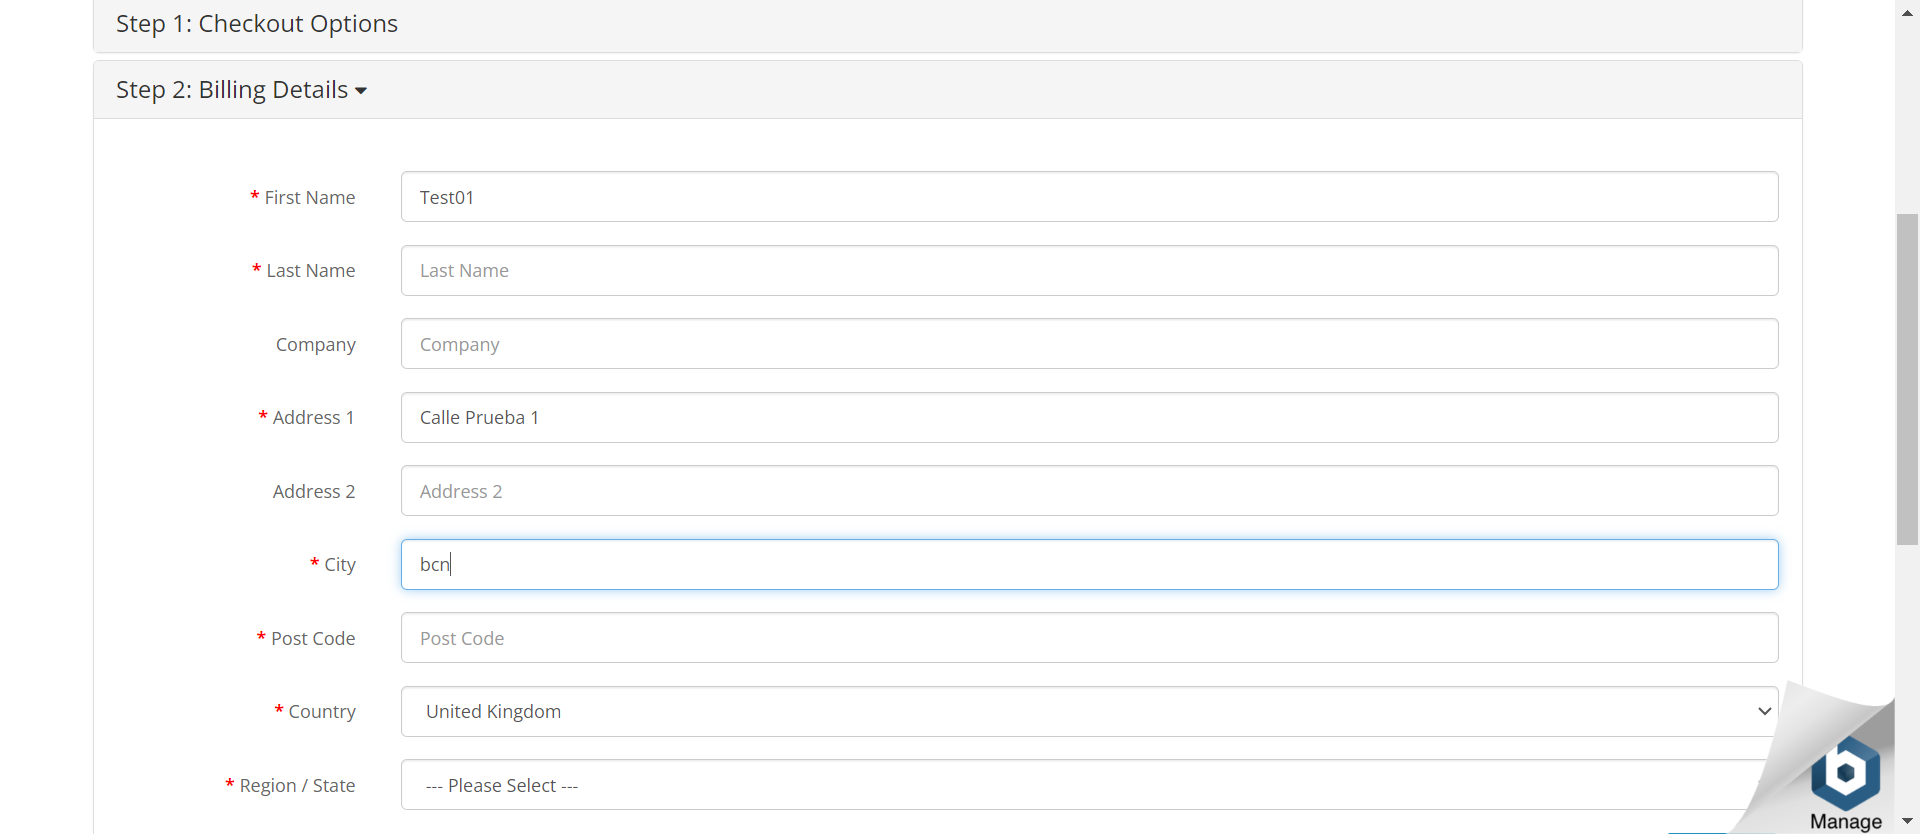 Step 1: Checkout Options
Step 2: Billing Details
* First Name
Test01
* Last Name
Last Name
Company
Company
* Address 1
Calle Prueba 1
Address 2
Address 2
* City
bcn
* Post Code
Post Code
* Country
United Kingdom
* Region / State
--- Please Select ---
b
Manage